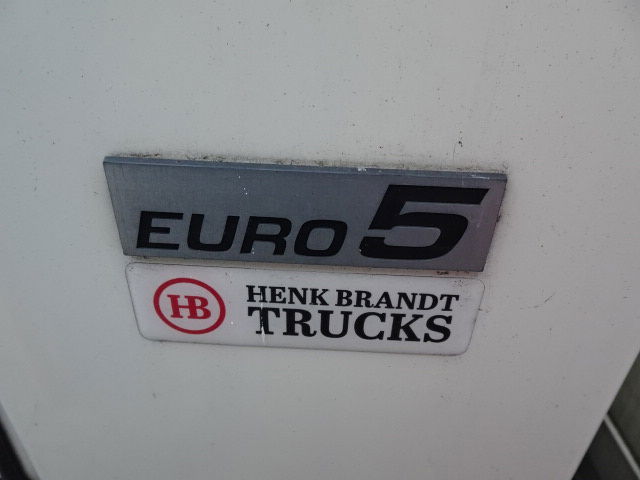 EURO 5
HB
HENK BRANDT
TRUCKS